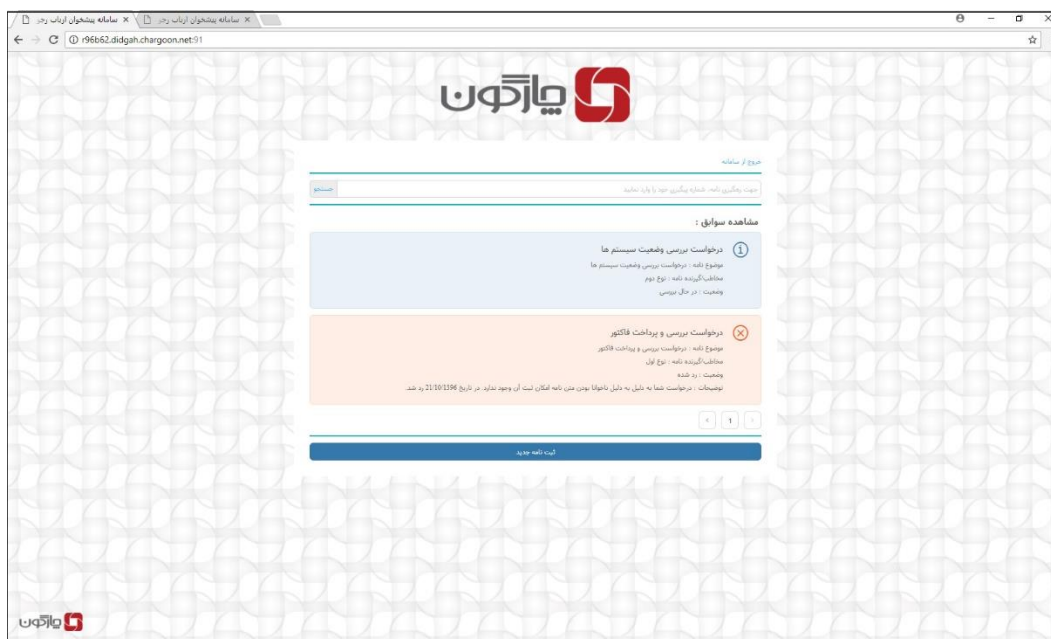 سامانه پیشخوان ارباب رجو
سامانه پیشخوان ارباب رجو
r96b62.didgah.chargoon.net:91
چارگون
خروج از سامانه
جهت رهگیری نامه، شماره پیگیری خود را وارد نمایید
جستجو
مشاهده سوابق :
درخواست بررسی وضعیت سیستم ها
موضوع نامه : درخواست بررسی وضعیت سیستم ها
مخاطب/گیرنده نامه : نوع دوم
وضعیت : در حال بررسی
درخواست بررسی و پرداخت فاکتور
موضوع نامه : درخواست بررسی و پرداخت فاکتور
مخاطب/گیرنده نامه : نوع اول
وضعیت : رد شده
توضیحات : درخواست شما به دلیل به دلیل ناخوانا بودن متن نامه امکان ثبت آن وجود ندارد. در تاریخ 21/10/1396 رد شد.
1
ثبت نامه جدید
چارگون